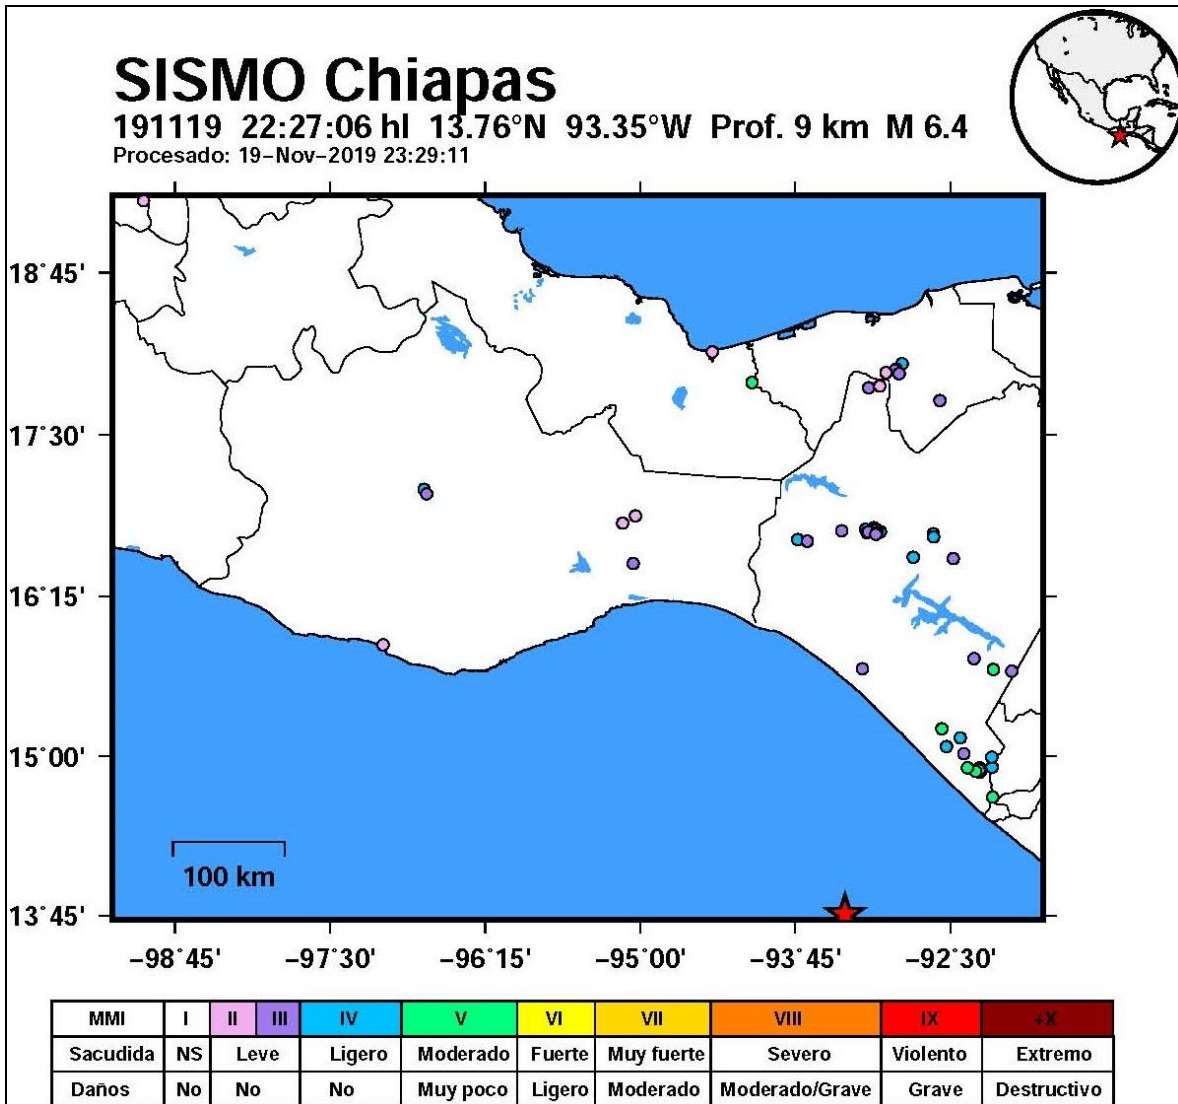 SISMO Chiapas
191119 22:27:06 hl 13.76°N 93.35°W Prof. 9 km M 6.4
Procesado: 19-Nov-2019 23:29:11
18°45'
17°30'
16°15'
15°00'
13°45'
100 km
-98°45' -97°30' -96°15' -95°00' -93°45' -92°30'
MMI I II III IV V VI VII VIII IX +X
Sacudida NS Leve Ligero Moderado Fuerte Muy fuerte Severo Violento Extremo
Daños No No No Muy poco Ligero Moderado Moderado/Grave Grave Destructivo